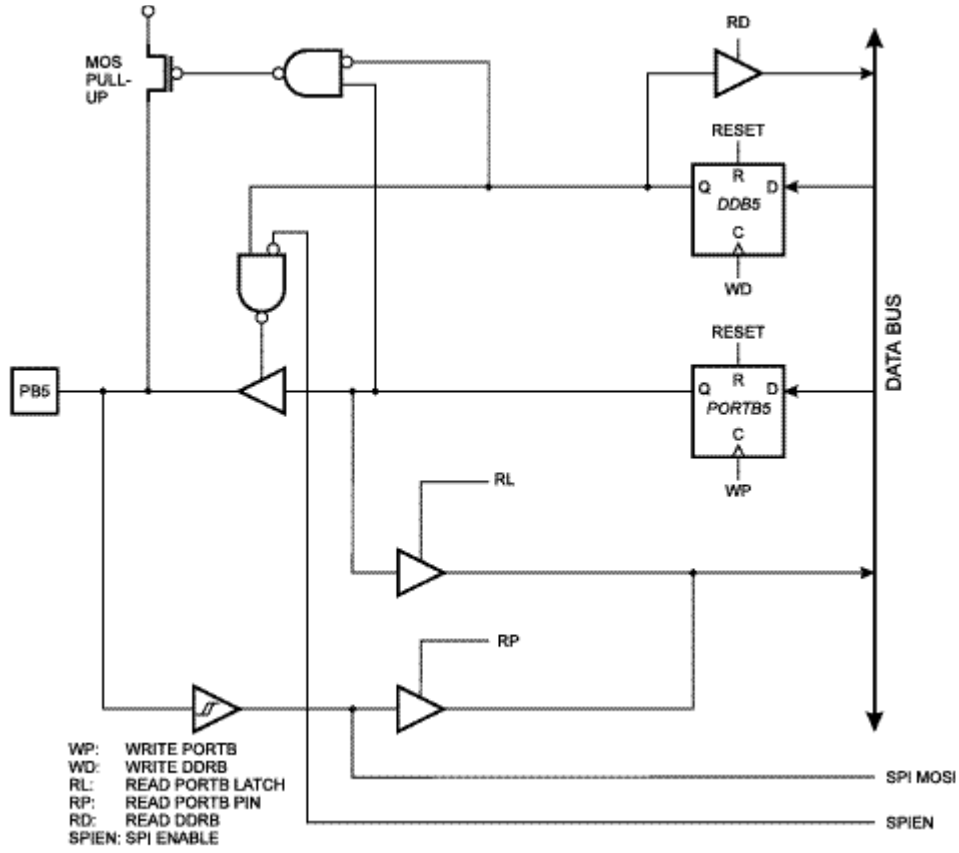 RD
MOS
PULL-
UP
RESET
R
Q
D
DDB5
C
WD
RESET
R
PB5
Q
D
PORTB5
C
WP
DATA BUS
RL
RP
WP: WRITE PORTB
WD: WRITE DDRB
RL: READ PORTB LATCH
RP: READ PORTB PIN
RD: READ DDRB
SPIEN: SPI ENABLE
SPI MOSI
SPIEN